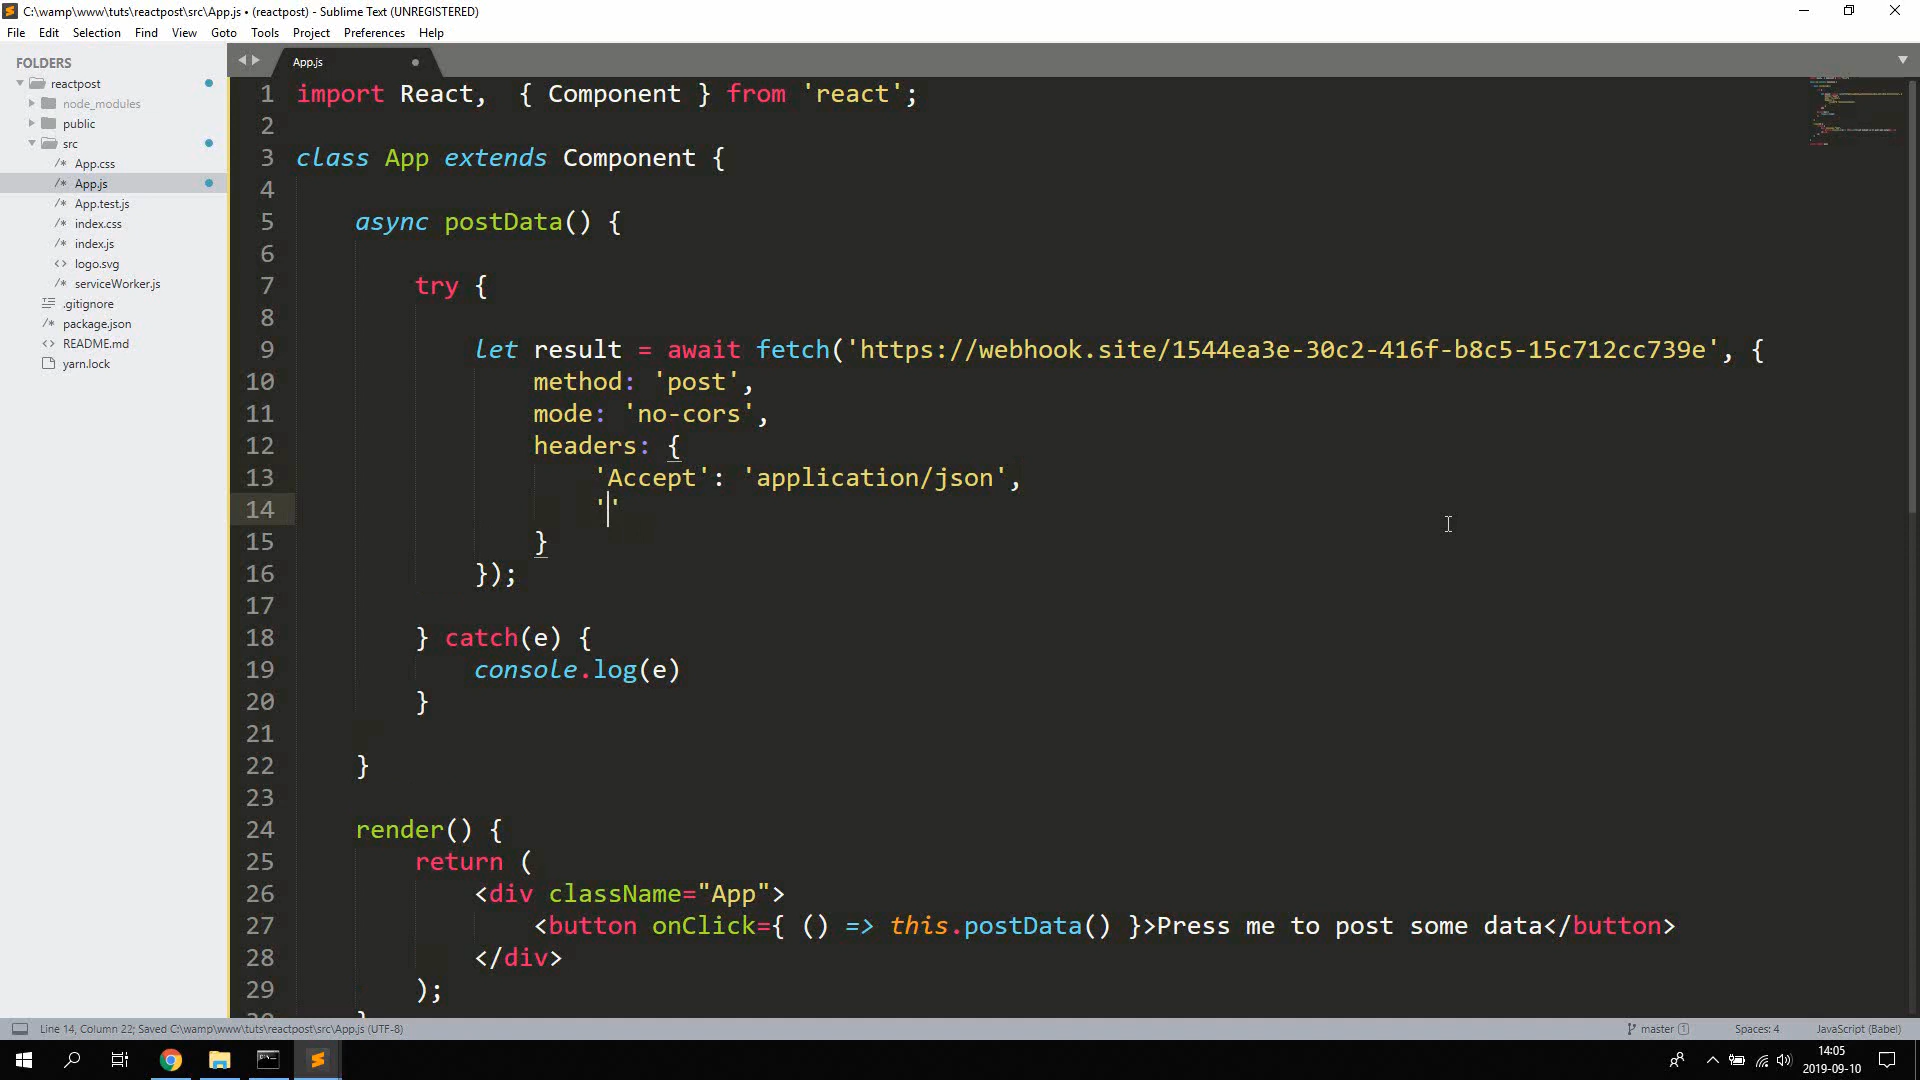 C:\wamp\www\tuts\reactpost\src\App.js • (reactpost) - Sublime Text (UNREGISTERED)
File Edit Selection Find View Goto Tools Project Preferences Help
FOLDERS
reactpost
node_modules
public
src
/* App.css
/* App.js
/* App.test.js
/* index.css
/* index.js
<> logo.svg
/* serviceWorker.js
.gitignore
/* package.json
<> README.md
yarn.lock
App.js
1 import React,  { Component } from 'react';
2
3 class App extends Component {
4
5     async postData() {
6
7         try {
8
9             let result = await fetch('https://webhook.site/1544ea3e-30c2-416f-b8c5-15c712cc739e', {
10                 method: 'post',
11                 mode: 'no-cors',
12                 headers: {
13                     'Accept': 'application/json',
14                     ''
15                 }
16             });
17
18         } catch(e) {
19             console.log(e)
20         }
21
22     }
23
24     render() {
25         return (
26             <div className="App">
27                 <button onClick={ () => this.postData() }>Press me to post some data</button>
28             </div>
29         );
Line 14, Column 22; Saved C:\wamp\www\tuts\reactpost\src\App.js (UTF-8)
master 1
Spaces: 4
JavaScript (Babel)
14:05
2019-09-10